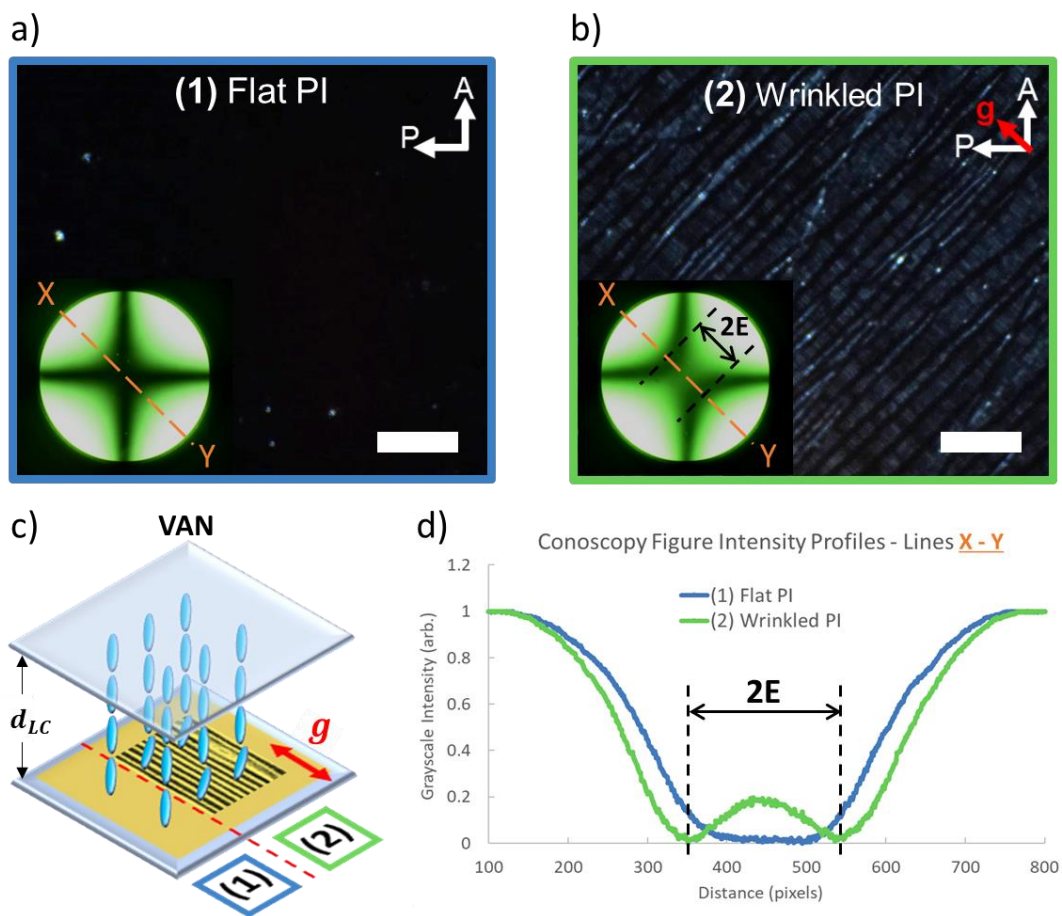 a)
(1) Flat PI
A
P
X
Y
b)
(2) Wrinkled PI
A
g
P
X
2E
Y
c)
VAN
d_LC
g
(1)
(2)
d)
Conoscopy Figure Intensity Profiles - Lines X - Y
1.2
1
0.8
0.6
0.4
0.2
0
Grayscale Intensity (arb.)
(1) Flat PI
(2) Wrinkled PI
2E
100 200 300 400 500 600 700 800
Distance (pixels)